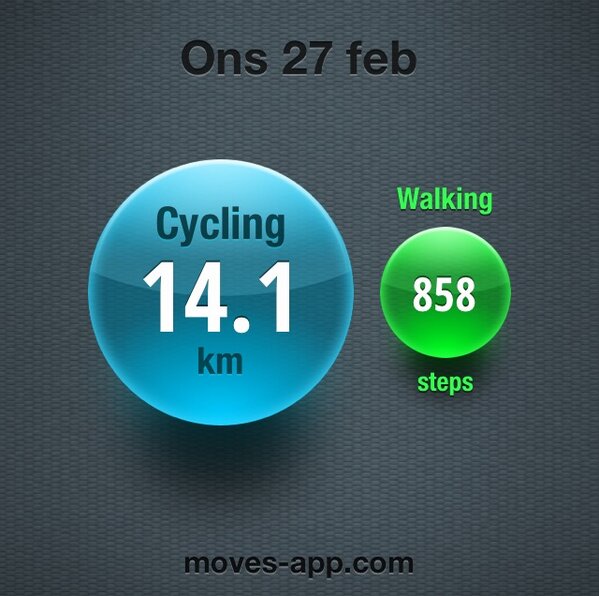 Ons 27 feb
Cycling
14.1
km
Walking
858
steps
moves-app.com